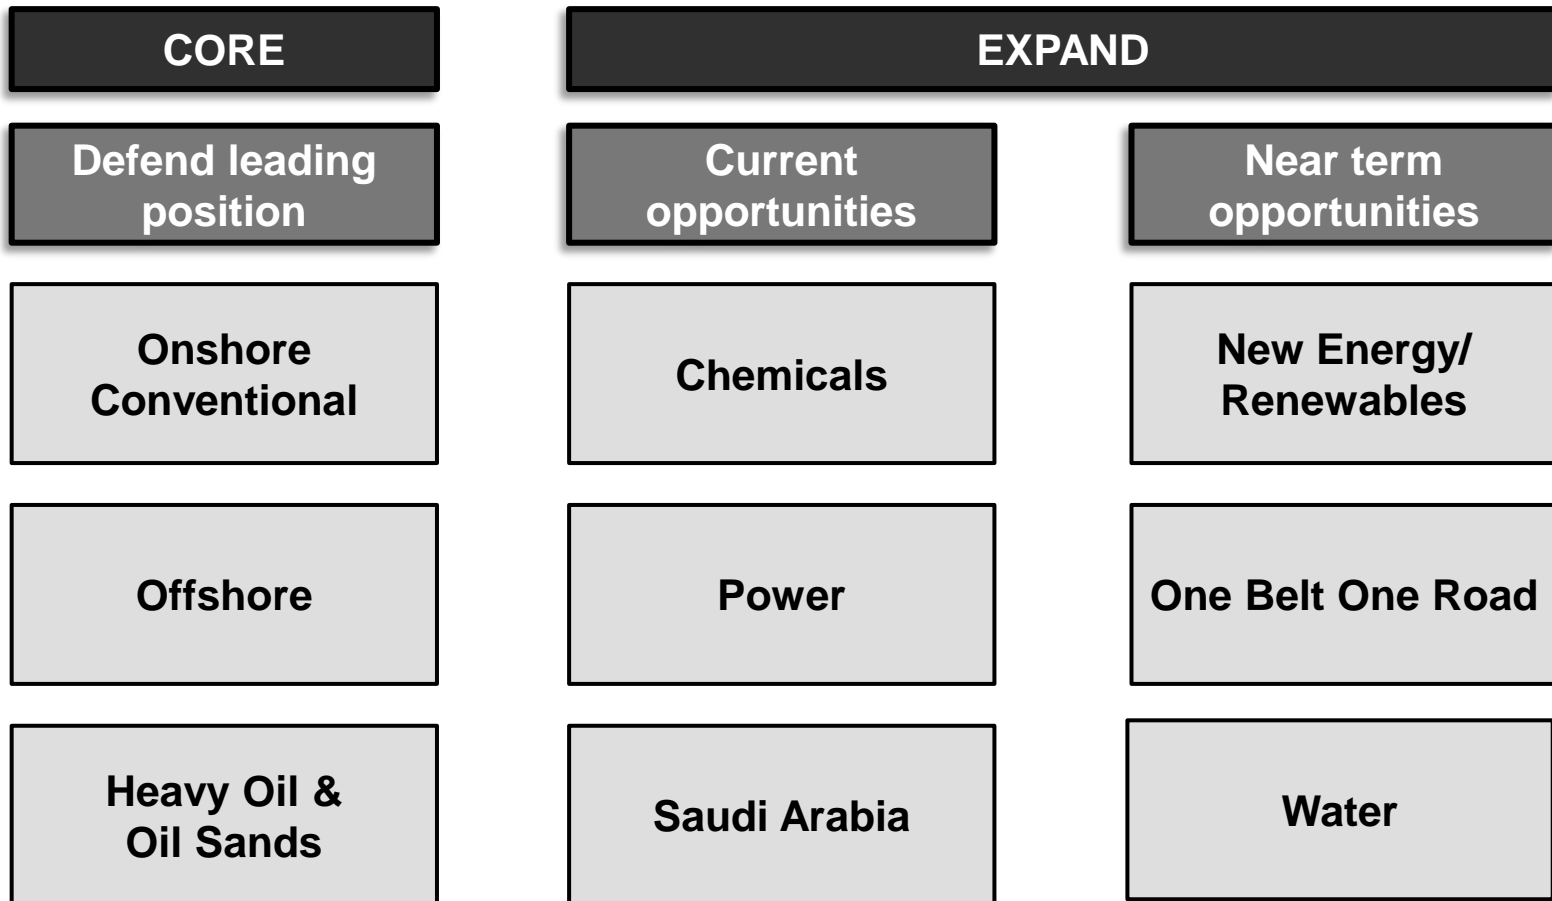 CORE
EXPAND
Defend leading
position
Current
opportunities
Near term
opportunities
Onshore
Conventional
Chemicals
New Energy/
Renewables
Offshore
Power
One Belt One Road
Heavy Oil &
Oil Sands
Saudi Arabia
Water